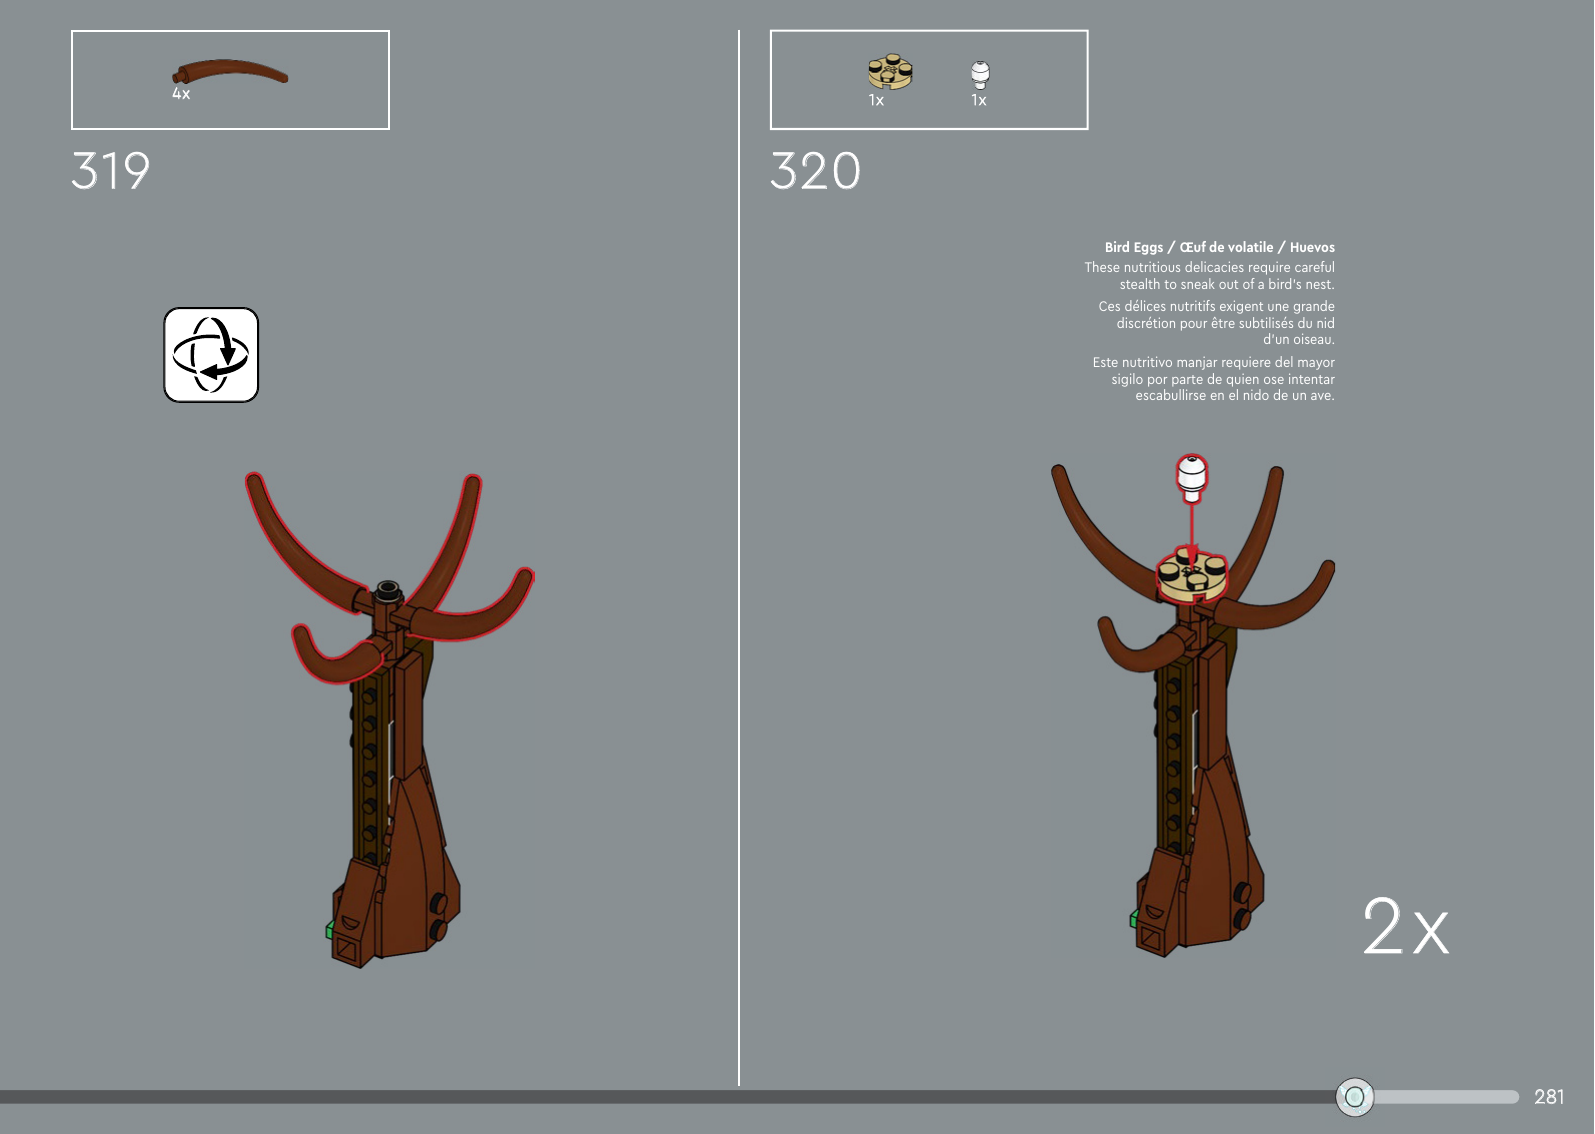 4x
319
1x 1x
320
Bird Eggs / Œuf de volatile / Huevos
These nutritious delicacies require careful
stealth to sneak out of a bird's nest.
Ces délices nutritifs exigent une grande
discrétion pour être subtilisés du nid
d'un oiseau.
Este nutritivo manjar requiere del mayor
sigilo por parte de quien ose intentar
escabullirse en el nido de un ave.
2x
281